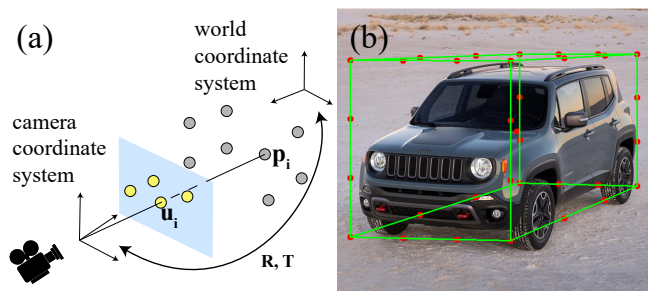 (a)
world
coordinate
system
camera
coordinate
system
p_i
u_i
R, T
(b)